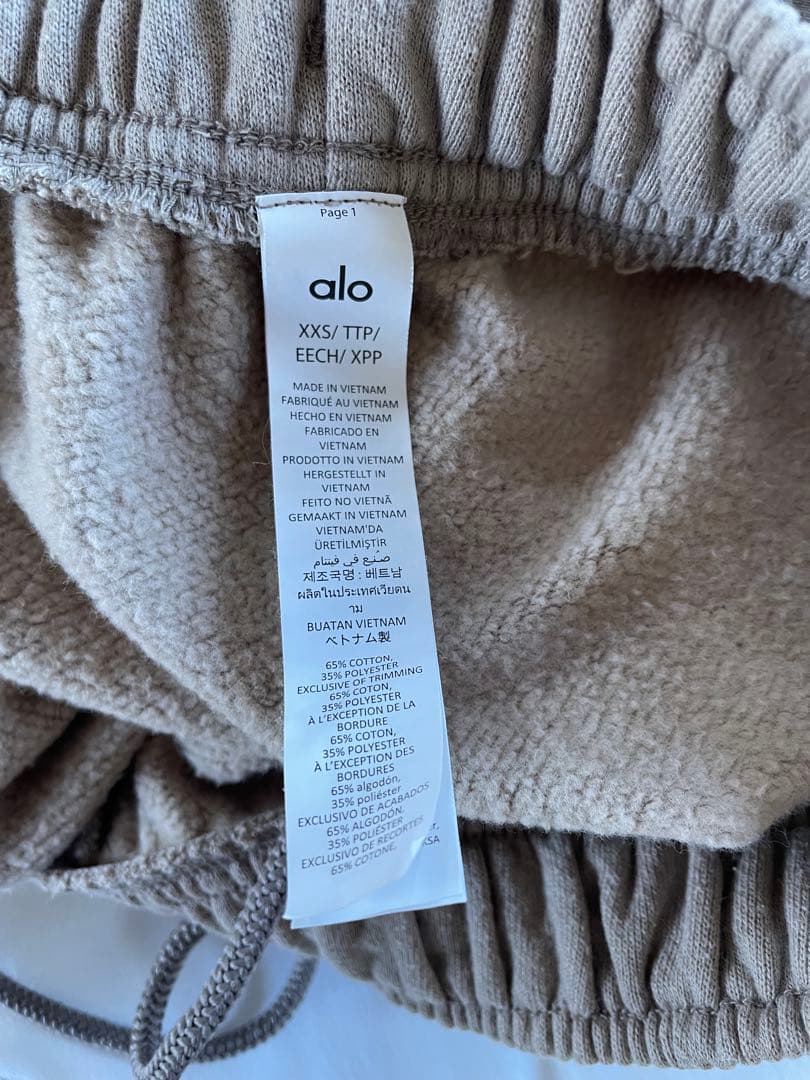 Page 1
alo
XXS/ TTP/
EECH/ XPP
MADE IN VIETNAM
FABRIQUÉ AU VIETNAM
HECHO EN VIETNAM
FABRICADO EN
VIETNAM
PRODOTTO IN VIETNAM
HERGESTELLT IN
VIETNAM
FEITO NO VIETNÃ
GEMAAKT IN VIETNAM
VIETNAM'DA
ÜRETİLMİŞTİR
صُنع في فيتنام
제조국명 : 베트남
ผลิตในประเทศเวียดน
าม
BUATAN VIETNAM
ベトナム製
65% COTTON,
35% POLYESTER
EXCLUSIVE OF TRIMMING
65% COTON,
35% POLYESTER
À L'EXCEPTION DE LA
BORDURE
65% COTON,
35% POLYESTER
À L'EXCEPTION DES
BORDURES
65% algodón,
35% poliéster
EXCLUSIVO DE ACABADOS
65% ALGODÓN,
35% POLIÉSTER
EXCLUSIVO DE RECORTES
65% COTONE,